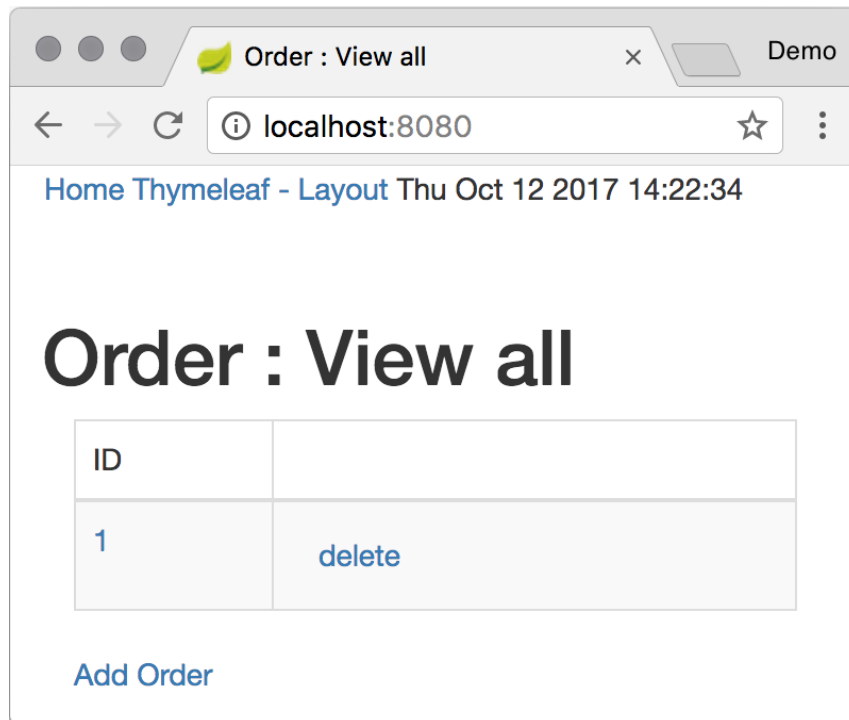 Order : View all
Demo
localhost:8080
Home Thymeleaf - Layout Thu Oct 12 2017 14:22:34
Order : View all
ID
1 delete
Add Order